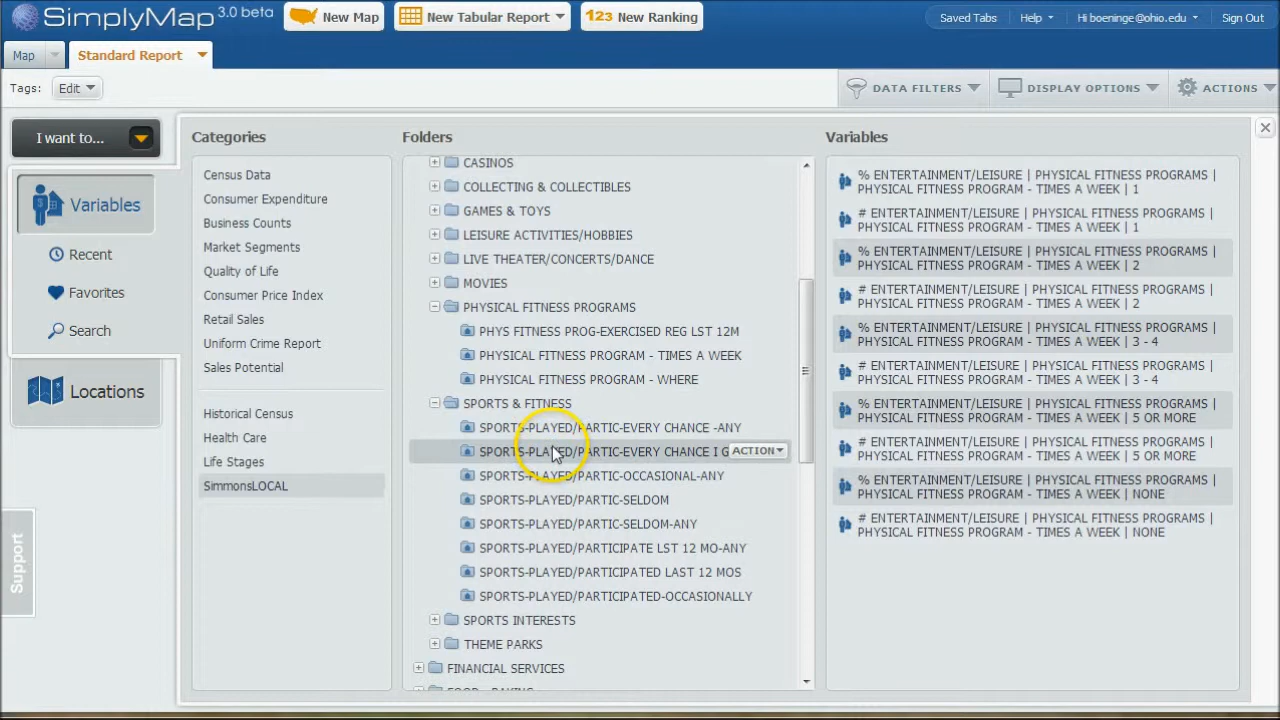 SimplyMap 3.0 beta
New Map
New Tabular Report
123 New Ranking
Saved Tabs
Help
Hi boeninge@ohio.edu
Sign Out
Map
Standard Report
Tags:
Edit
DATA FILTERS
DISPLAY OPTIONS
ACTIONS
I want to...
Variables
Recent
Favorites
Search
Locations
Support
Categories
Census Data
Consumer Expenditure
Business Counts
Market Segments
Quality of Life
Consumer Price Index
Retail Sales
Uniform Crime Report
Sales Potential
Historical Census
Health Care
Life Stages
SimmonsLOCAL
Folders
CASINOS
COLLECTING & COLLECTIBLES
GAMES & TOYS
LEISURE ACTIVITIES/HOBBIES
LIVE THEATER/CONCERTS/DANCE
MOVIES
PHYSICAL FITNESS PROGRAMS
PHYS FITNESS PROG-EXERCISED REG LST 12M
PHYSICAL FITNESS PROGRAM - TIMES A WEEK
PHYSICAL FITNESS PROGRAM - WHERE
SPORTS & FITNESS
SPORTS-PLAYED/PARTIC-EVERY CHANCE -ANY
SPORTS-PLAYED/PARTIC-EVERY CHANCE I G ACTION
SPORTS-PLAYED/PARTIC-OCCASIONAL-ANY
SPORTS-PLAYED/PARTIC-SELDOM
SPORTS-PLAYED/PARTIC-SELDOM-ANY
SPORTS-PLAYED/PARTICIPATE LST 12 MO-ANY
SPORTS-PLAYED/PARTICIPATED LAST 12 MOS
SPORTS-PLAYED/PARTICIPATED-OCCASIONALLY
SPORTS INTERESTS
THEME PARKS
FINANCIAL SERVICES
Variables
% ENTERTAINMENT/LEISURE | PHYSICAL FITNESS PROGRAMS |
PHYSICAL FITNESS PROGRAM - TIMES A WEEK | 1
# ENTERTAINMENT/LEISURE | PHYSICAL FITNESS PROGRAMS |
PHYSICAL FITNESS PROGRAM - TIMES A WEEK | 1
% ENTERTAINMENT/LEISURE | PHYSICAL FITNESS PROGRAMS |
PHYSICAL FITNESS PROGRAM - TIMES A WEEK | 2
# ENTERTAINMENT/LEISURE | PHYSICAL FITNESS PROGRAMS |
PHYSICAL FITNESS PROGRAM - TIMES A WEEK | 2
% ENTERTAINMENT/LEISURE | PHYSICAL FITNESS PROGRAMS |
PHYSICAL FITNESS PROGRAM - TIMES A WEEK | 3 - 4
# ENTERTAINMENT/LEISURE | PHYSICAL FITNESS PROGRAMS |
PHYSICAL FITNESS PROGRAM - TIMES A WEEK | 3 - 4
% ENTERTAINMENT/LEISURE | PHYSICAL FITNESS PROGRAMS |
PHYSICAL FITNESS PROGRAM - TIMES A WEEK | 5 OR MORE
# ENTERTAINMENT/LEISURE | PHYSICAL FITNESS PROGRAMS |
PHYSICAL FITNESS PROGRAM - TIMES A WEEK | 5 OR MORE
% ENTERTAINMENT/LEISURE | PHYSICAL FITNESS PROGRAMS |
PHYSICAL FITNESS PROGRAM - TIMES A WEEK | NONE
# ENTERTAINMENT/LEISURE | PHYSICAL FITNESS PROGRAMS |
PHYSICAL FITNESS PROGRAM - TIMES A WEEK | NONE